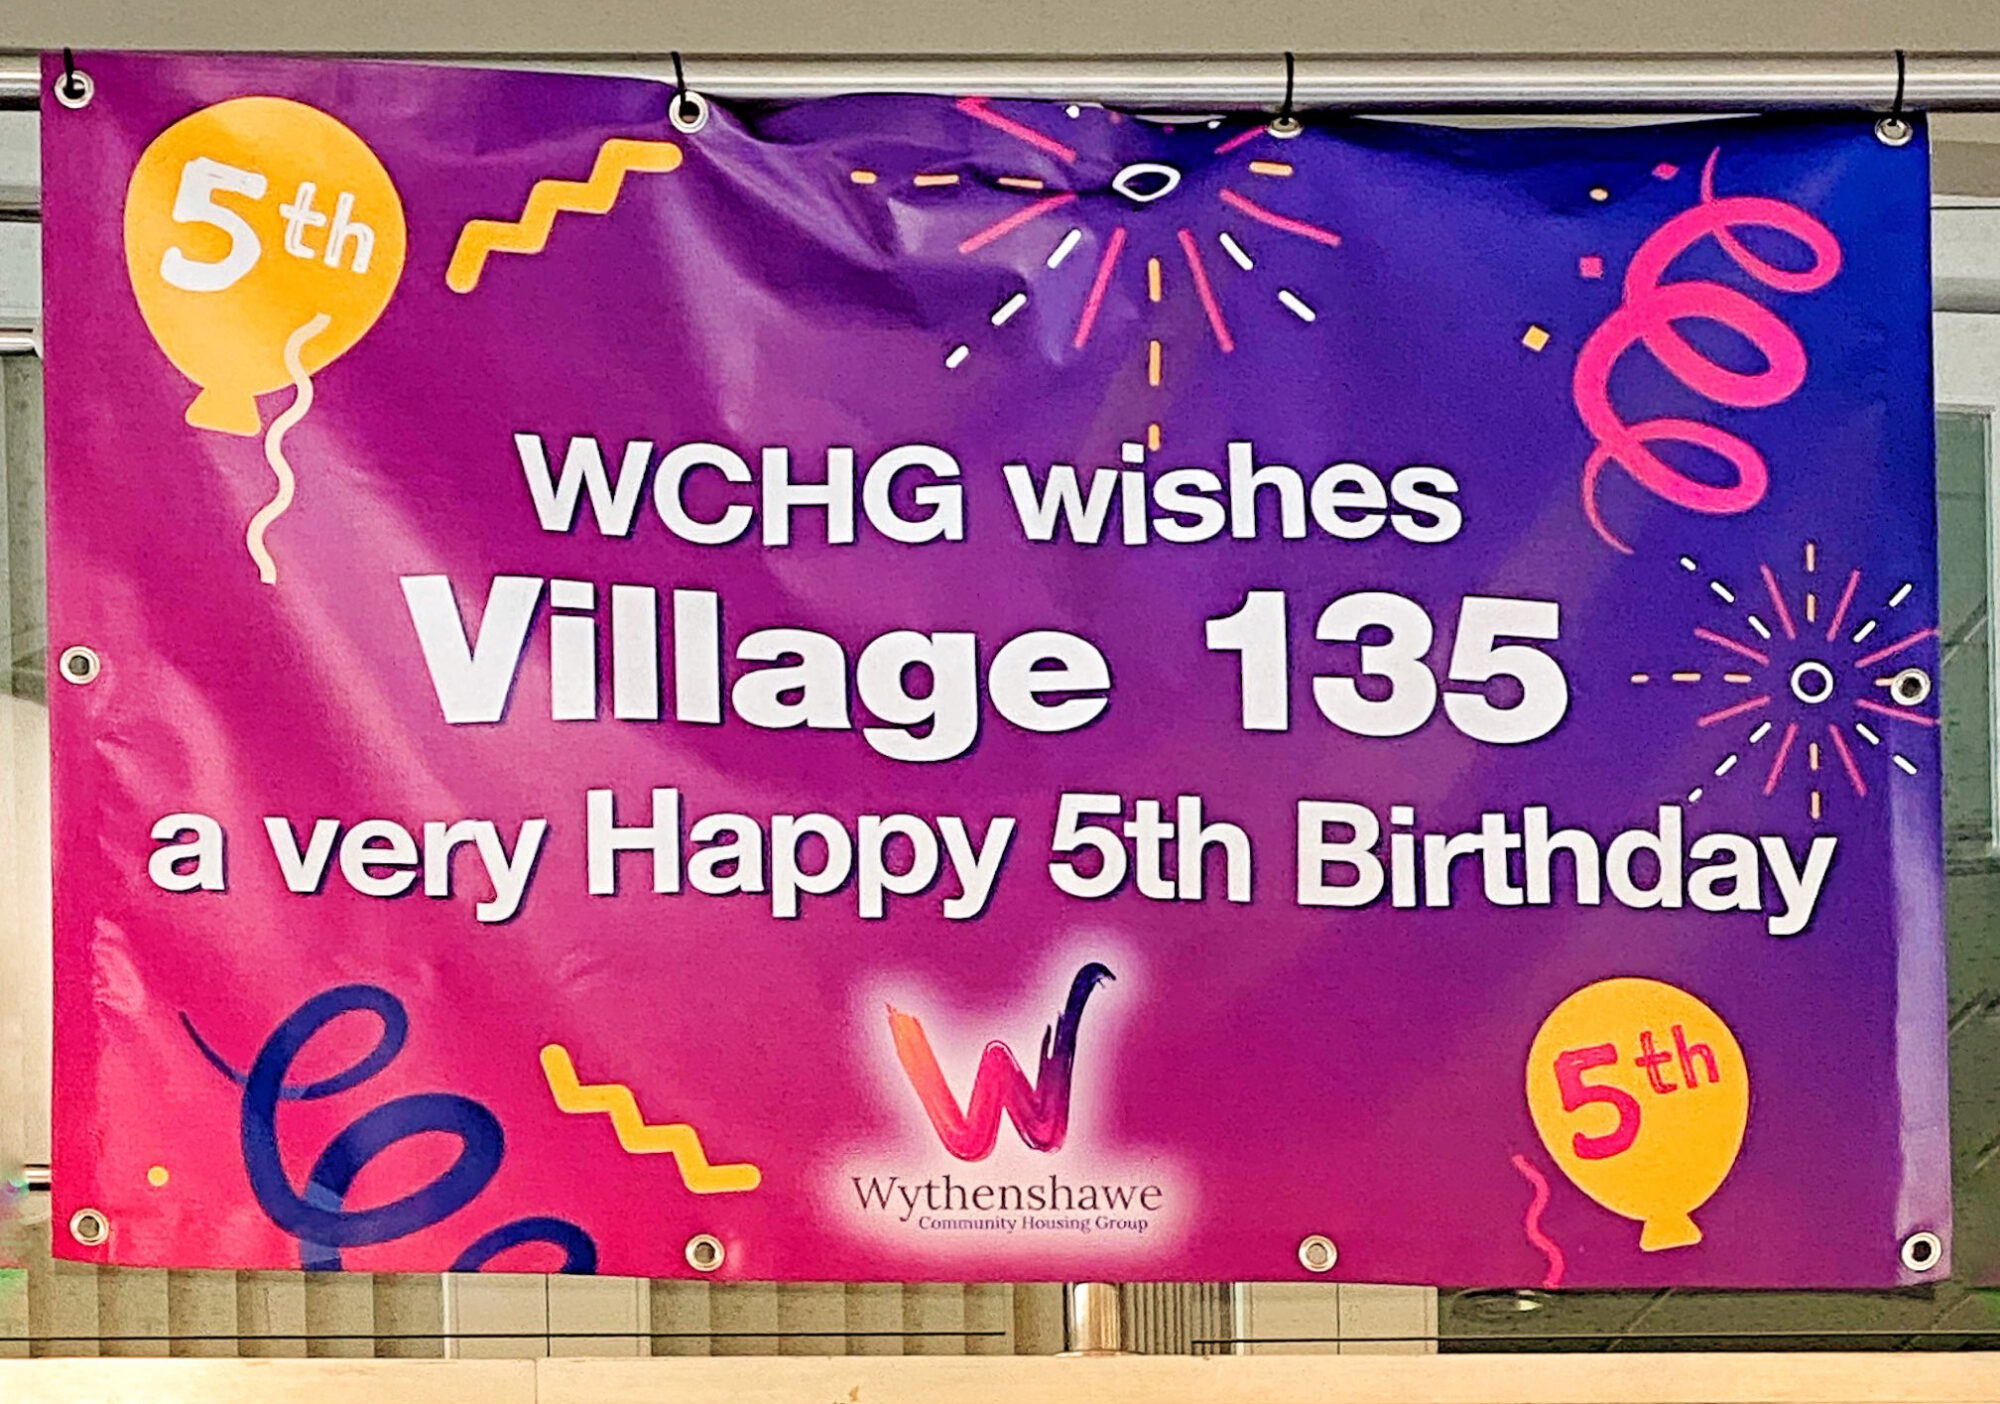 5th
WCHG wishes
Village 135
a very Happy 5th Birthday
W
Wythenshawe
Community Housing Group
5th